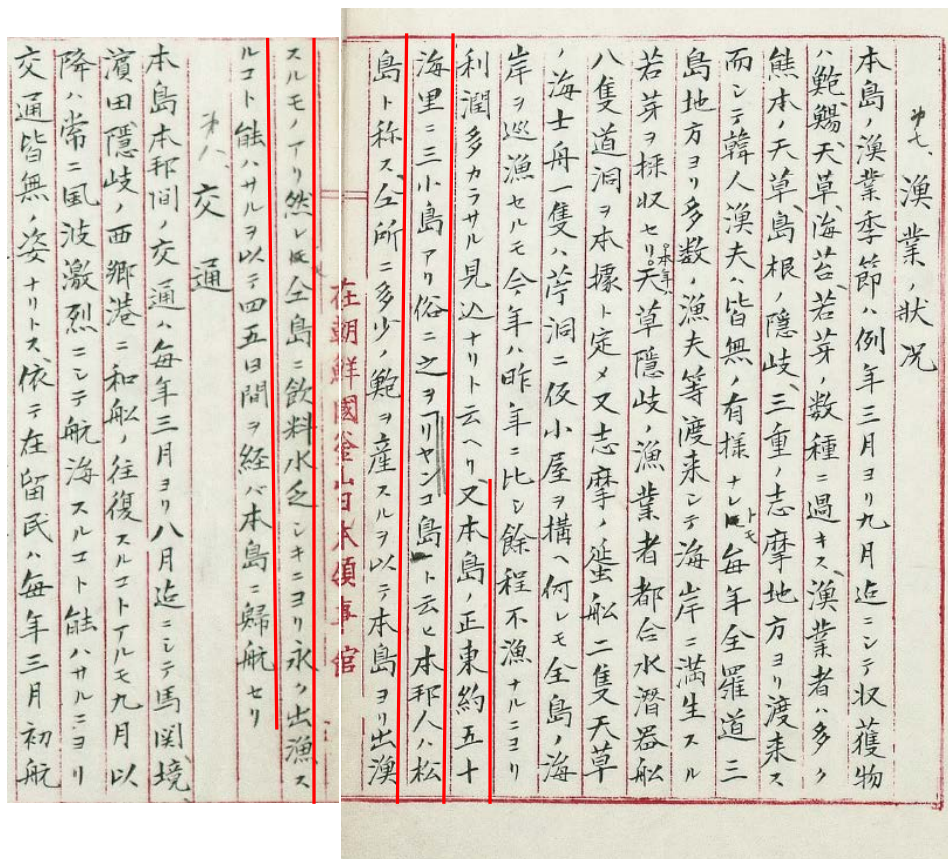 第七、漁業ノ状況
本島ノ漁業季節ハ例年三月ヨリ九月迠ニシテ収獲物
ハ鮑鰑天草、海苔、若芽ノ数種ニ過キス、漁業者ハ多ク
熊本ノ天草、島根ノ隠岐、三重ノ志摩地方ヨリ渡来ス
而シテ韓人漁夫ハ皆無ノ有様ナレ𪜈トモ毎年全羅道三
島地方ヨリ多数ノ漁夫等渡来シテ海岸ニ満生スル
若芽ヲ採収セリ。本年ハ天草隠岐ノ漁業者都合水潜器船
八隻道洞ヲ本據ト定メ又志摩ノ蜑船二隻天草
ノ海士舟一隻ハ苧洞ニ仮小屋ヲ構ヘ何レモ全島ノ海
岸ヲ巡漁セルモ今年ハ昨年ニ比シ餘程不漁ナルニヨリ
利潤多カラサル見込ナリト云ヘリ又本島ノ正東約五十
海里ニ三小島アリ俗ニ之ヲリヤンコ島ト云ヒ本邦人ハ松
島ト称ス、仝所ニ多少ノ鮑ヲ産スルヲ以テ本島ヨリ出漁
在朝鮮國釜山日本領事館
スルモノアリ然レ𪜈仝島ニ飲料水乏シキニヨリ永ク出漁ス
ルコト能ハサルヲ以テ四五日間ヲ経バ本島ニ歸航セリ
第八、交通
本島本邦間ノ交通ハ毎年三月ヨリ八月迠ニシテ馬関、境、
濱田、隠岐ノ西郷港ニ和船ノ往復スルコトアルモ九月以
降ハ常ニ風波激烈ニシテ航海スルコト能ハサルニヨリ
交通皆無ノ姿ナリトス、依テ在留民ハ毎年三月初航